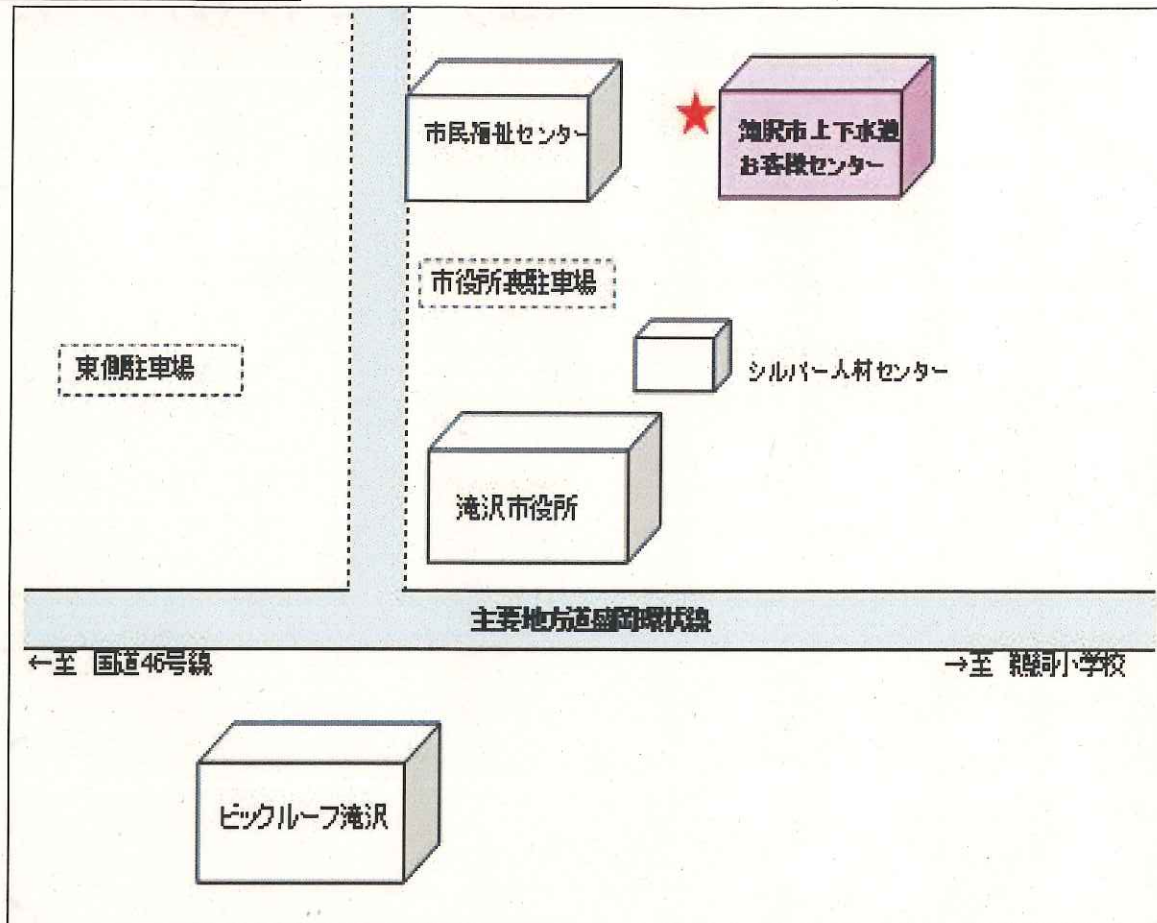 市民福祉センター
滝沢市上下水道
お客様センター
市役所裏駐車場
東側駐車場
シルバー人材センター
滝沢市役所
主要地方道盛岡環状線
←至 国道46号線
→至 鵜飼小学校
ビックルーフ滝沢